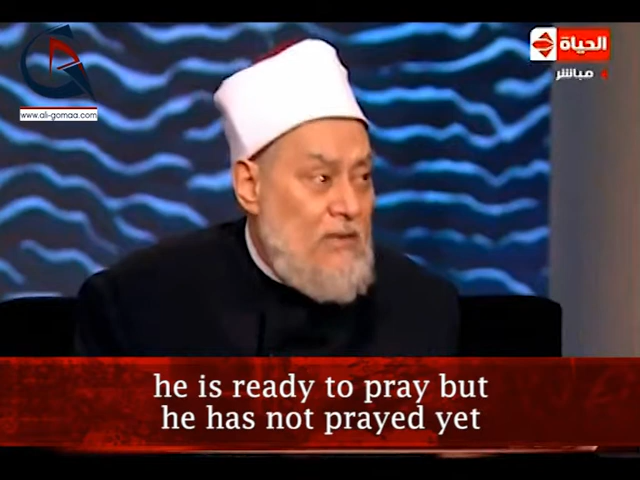 الحياة
مباشر
www.ali-gomaa.com
he is ready to pray but
he has not prayed yet